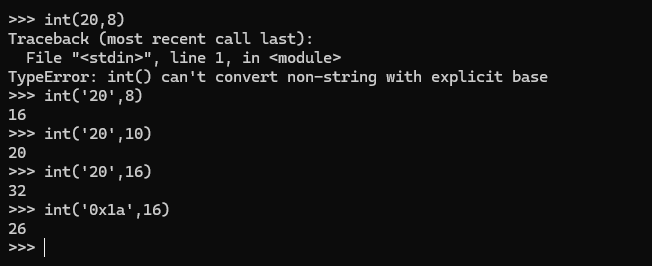 >>> int(20,8)
Traceback (most recent call last):
  File "<stdin>", line 1, in <module>
TypeError: int() can't convert non-string with explicit base
>>> int('20',8)
16
>>> int('20',10)
20
>>> int('20',16)
32
>>> int('0x1a',16)
26
>>>